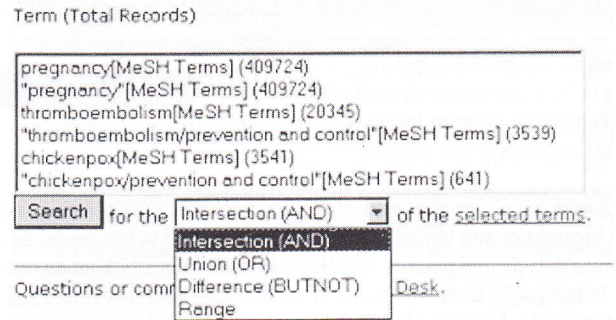 Term (Total Records)
pregnancy[MeSH Terms] (409724)
"pregnancy"[MeSH Terms] (409724)
thromboembolism[MeSH Terms] (20345)
"thromboembolism/prevention and control"[MeSH Terms] (3539)
chickenpox[MeSH Terms] (3541)
"chickenpox/prevention and control"[MeSH Terms] (641)
Search for the Intersection (AND) of the selected terms.
Intersection (AND)
Union (OR)
Questions or comm Difference (BUTNOT) Desk.
Range